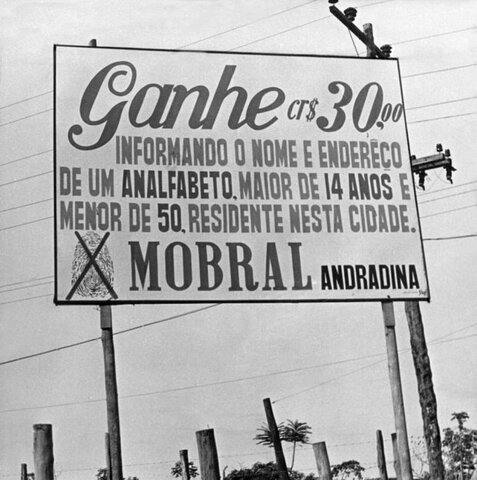 Ganhe CR$ 30,00
INFORMANDO O NOME E ENDERÊÇO
DE UM ANALFABETO, MAIOR DE 14 ANOS E
MENOR DE 50, RESIDENTE NESTA CIDADE.
MOBRAL ANDRADINA